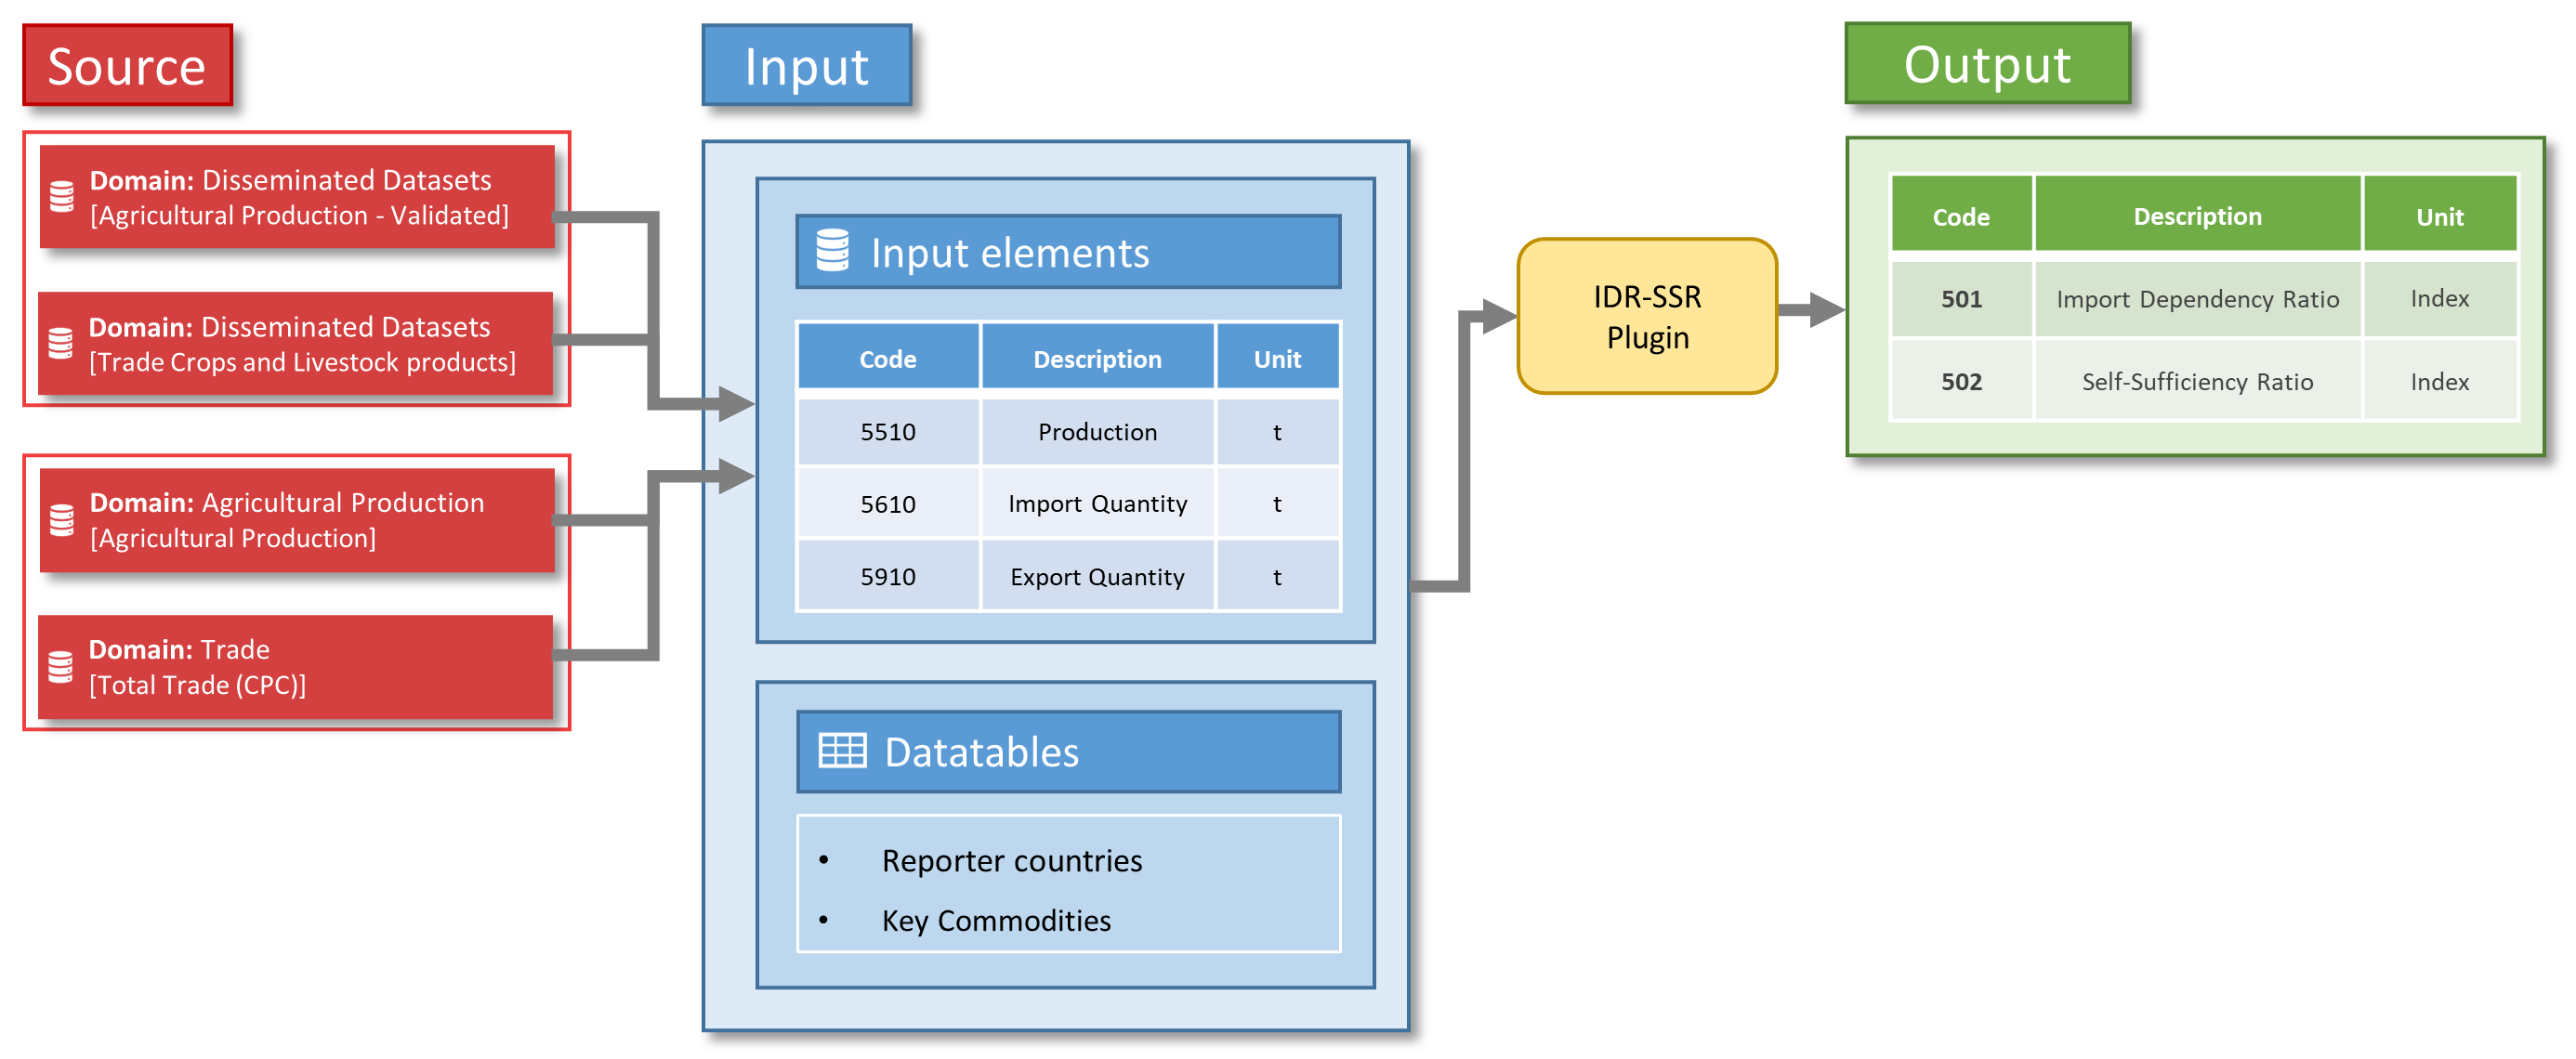 Source
Domain: Disseminated Datasets
[Agricultural Production - Validated]
Domain: Disseminated Datasets
[Trade Crops and Livestock products]
Domain: Agricultural Production
[Agricultural Production]
Domain: Trade
[Total Trade (CPC)]
Input
Input elements
Code Description Unit
5510 Production t
5610 Import Quantity t
5910 Export Quantity t
Datatables
• Reporter countries
• Key Commodities
IDR-SSR
Plugin
Output
Code Description Unit
501 Import Dependency Ratio Index
502 Self-Sufficiency Ratio Index